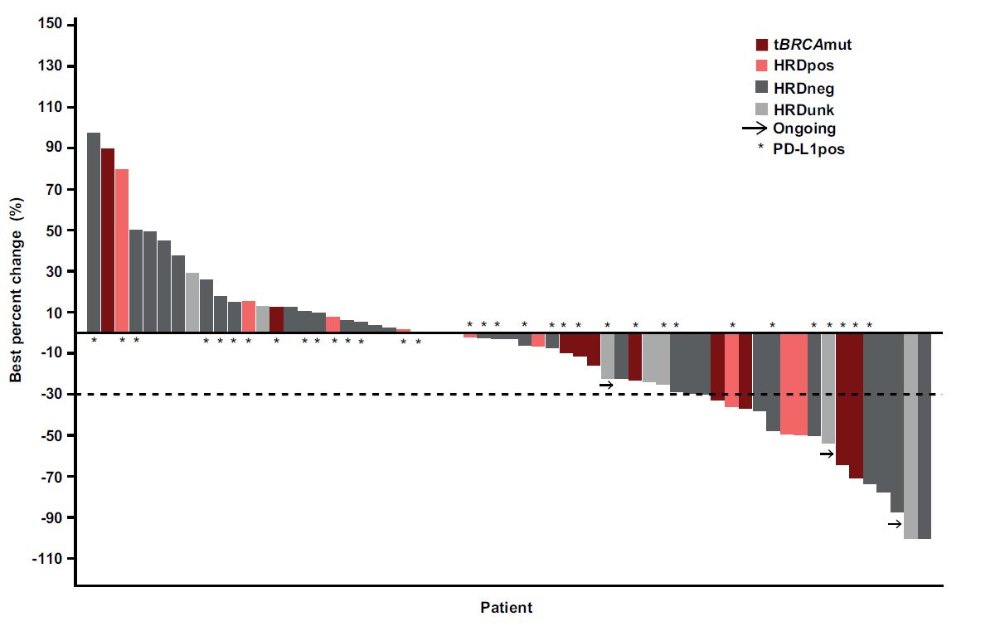 150
130
110
90
70
50
30
10
-10
-30
-50
-70
-90
-110
Best percent change (%)
Patient
tBRCAmut
HRDpos
HRDneg
HRDunk
Ongoing
* PD-L1pos
* * * * * * * * * * * * * * *
* * * * * * * * * * * * * * * * * * *